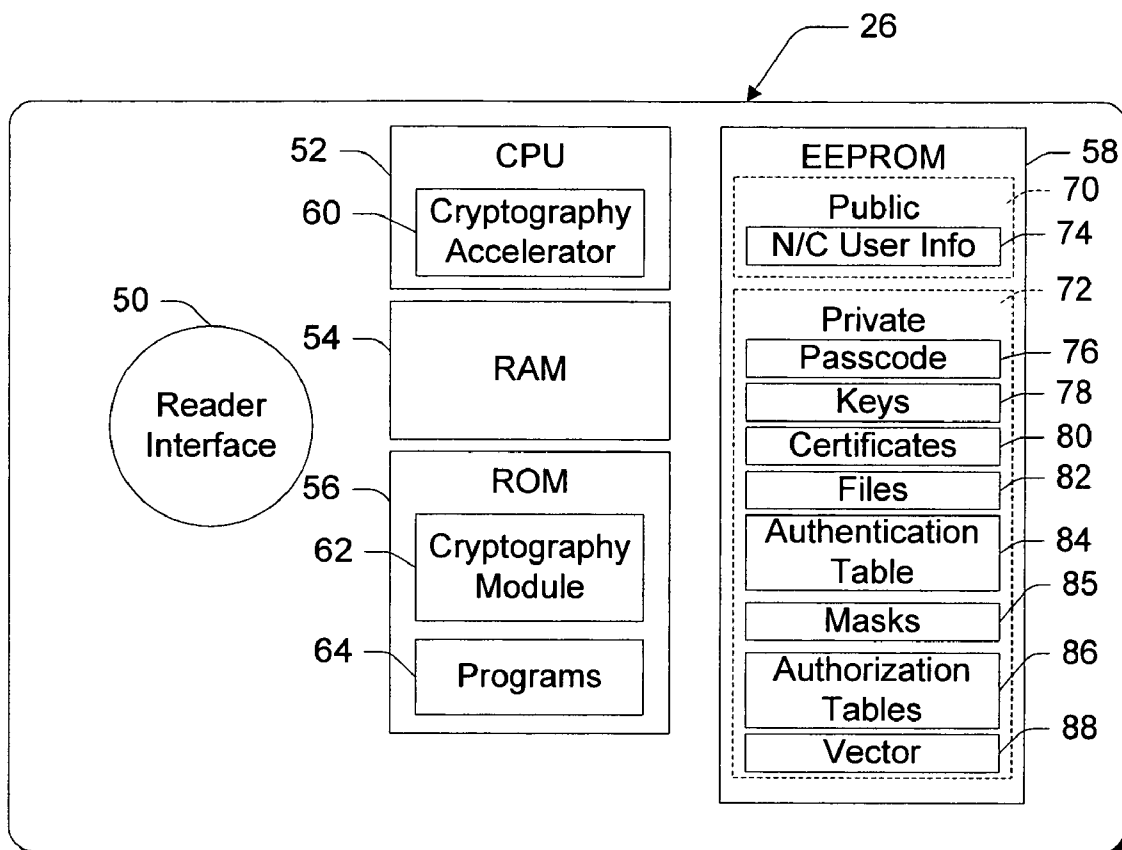 26
52
CPU
60
Cryptography
Accelerator
50
Reader
Interface
54
RAM
56
ROM
62
Cryptography
Module
64
Programs
EEPROM
58
70
Public
N/C User Info
74
72
Private
Passcode
76
Keys
78
Certificates
80
Files
82
Authentication
Table
84
Masks
85
Authorization
Tables
86
Vector
88